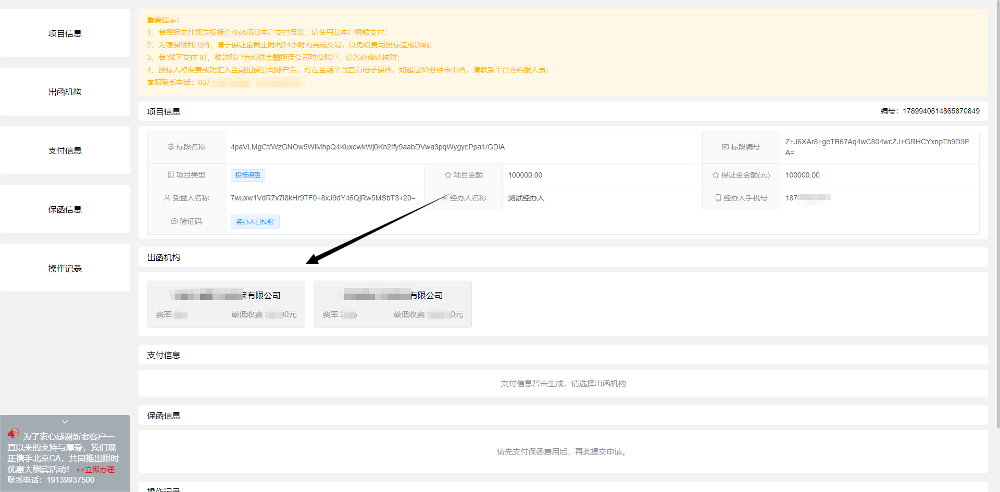 项目信息
出函机构
支付信息
保函信息
操作记录
为了衷心感谢新老客户一
直以来的支持与厚爱，我们现
正携手北京CA，共同推出限时
优惠大酬宾活动！ <<立即办理
联系电话：19139937500
重要提示：
1、若招标文件规定投标企业必须基本户支付保费，请使用基本户网银支付；
2、为确保顺利出函，请于保证金截止时间24小时内完成交易，以免给贵司投标造成影响；
3、若“线下支付”时，收款账户为所选金融担保公司对公账户，请务必确认核对；
4、投标人将保费成功汇入金融担保公司账户后，可在金融平台查看电子保函，如超过30分钟未出函，请联系平台方客服人员；
客服联系电话：037
项目信息 编号：1789940814865870849
标段名称 4paVLMgCt/WzGNOw5WiMhpQ4KuxowkWj0Kn2Ify9aabDVwa3pqWygycPpa1/GDIA 标段编号 Z+J6XAr8+geTB67Aq4wC804wcZJ+GRHCYxnpTh9D3E
A=
项目类型 投标保函 项目金额 100000.00 保证金金额(元) 100000.00
受益人名称 7wuxw1VdR7x7i8kHr9TF0+8xJ9dY46QjRw5MSbT3+20= 经办人名称 测试经办人 经办人手机号 187
验证码 经办人已校验
出函机构
保有限公司 有限公司
费率: 最低收费: 00元 费率:2 最低收费: 0元
支付信息
支付信息暂未生成，请选择出函机构
保函信息
请先支付保函费用后，再此提交申请。
操作记录